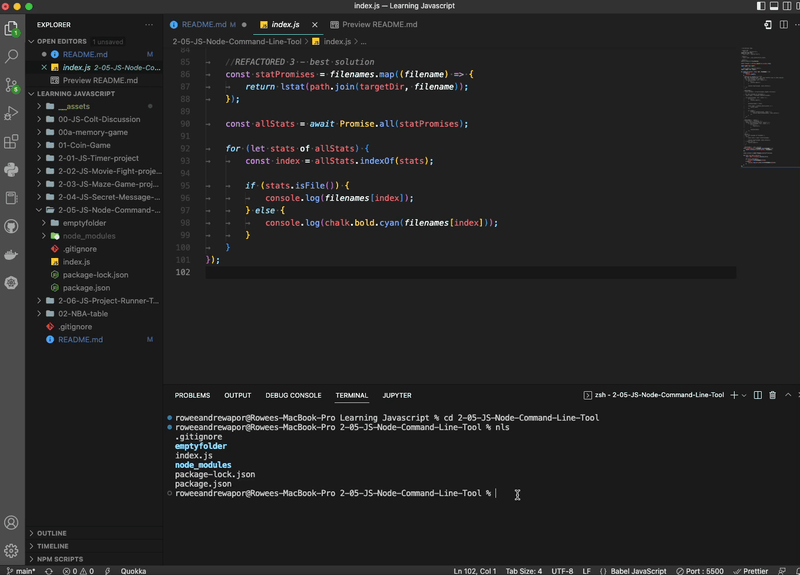 index.js — Learning Javascript
EXPLORER
OPEN EDITORS 1 unsaved
README.md M
index.js 2-05-JS-Node-Co...
Preview README.md
LEARNING JAVASCRIPT
__assets
00-JS-Colt-Discussion
00a-memory-game
01-Coin-Game
2-01-JS-Timer-project
2-02-JS-Movie-Fight-proje...
2-03-JS-Maze-Game-proj...
2-04-JS-Secret-Message-...
2-05-JS-Node-Command-...
emptyfolder
node_modules
.gitignore
index.js
package-lock.json
package.json
2-06-JS-Project-Runner-T...
02-NBA-table
.gitignore
README.md M
OUTLINE
TIMELINE
NPM SCRIPTS
README.md M
index.js
Preview README.md
2-05-JS-Node-Command-Line-Tool > index.js > ...
84
85 //REFACTORED 3 - best solution
86 const statPromises = filenames.map((filename) => {
87 return lstat(path.join(targetDir, filename));
88 });
89
90 const allStats = await Promise.all(statPromises);
91
92 for (let stats of allStats) {
93 const index = allStats.indexOf(stats);
94
95 if (stats.isFile()) {
96 console.log(filenames[index]);
97 } else {
98 console.log(chalk.bold.cyan(filenames[index]));
99 }
100 }
101 });
102
PROBLEMS OUTPUT DEBUG CONSOLE TERMINAL JUPYTER
zsh - 2-05-JS-Node-Command-Line-Tool
roweeandrewapor@Rowees-MacBook-Pro Learning Javascript % cd 2-05-JS-Node-Command-Line-Tool
roweeandrewapor@Rowees-MacBook-Pro 2-05-JS-Node-Command-Line-Tool % nls
.gitignore
emptyfolder
index.js
node_modules
package-lock.json
package.json
roweeandrewapor@Rowees-MacBook-Pro 2-05-JS-Node-Command-Line-Tool %
main* 0 0 Quokka Ln 102, Col 1 Tab Size: 4 UTF-8 LF {} Babel JavaScript Port : 5500 Prettier